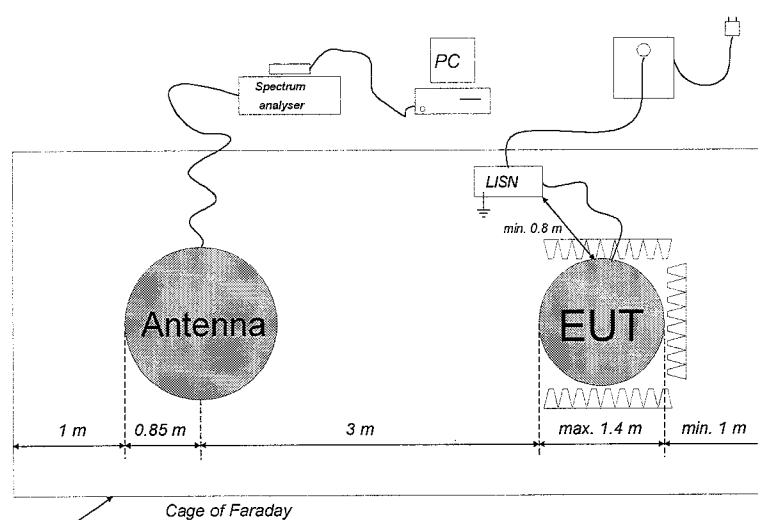 PC
Spectrum
analyser
LISN
min. 0.8 m
Antenna
EUT
1 m
0.85 m
3 m
max. 1.4 m
min. 1 m
Cage of Faraday